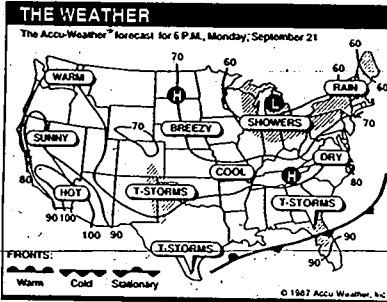 THE WEATHER
The Accu-Weather™ forecast for 6 P.M., Monday, September 21
70
60
60
WARM
H
L
RAIN
BREEZY
SHOWERS
70
70
SUNNY
COOL
DRY
80
HOT
T-STORMS
H
80
T-STORMS
90 100
100 90
T-STORMS
90
90
FRONTS:
Warm Cold Stationary
© 1987 Accu Weather, Inc